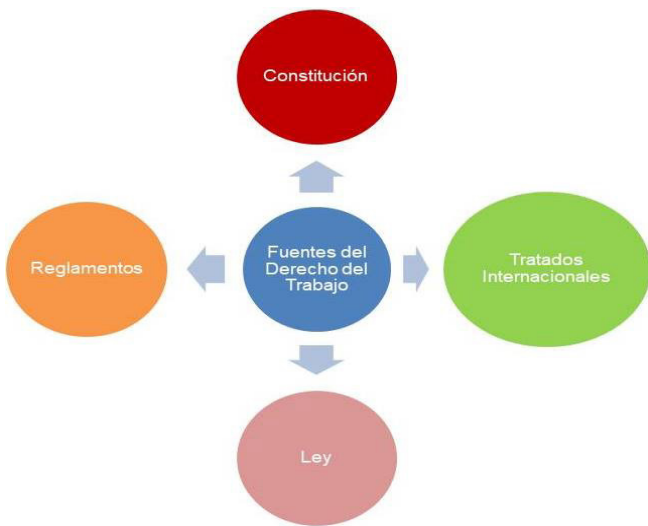 Constitución
Reglamentos
Fuentes del
Derecho del
Trabajo
Tratados
Internacionales
Ley